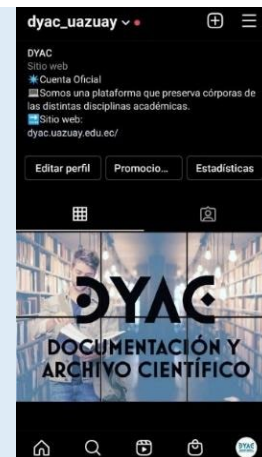 dyac_uazuay
DYAC
Sitio web
Cuenta Oficial
Somos una plataforma que preserva córporas de
las distintas disciplinas académicas.
Sitio web:
dyac.uazuay.edu.ec/
Editar perfil Promocio... Estadísticas
DYAC
DOCUMENTACIÓN Y
ARCHIVO CIENTÍFICO
DYAC